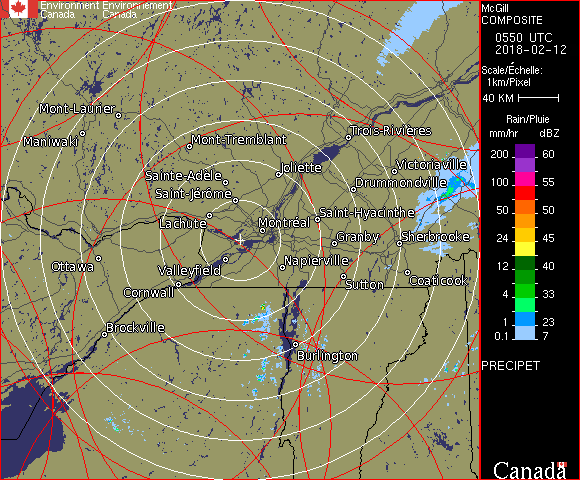 Environment Environnement
Canada Canada
McGill
COMPOSITE
0550 UTC
2018-02-12
Scale/Échelle:
1km/Pixel
40 KM
Rain/Pluie
mm/hr dBZ
200 60
100 55
50 50
24 45
12 40
4 33
1 23
0.1 7
PRECIPET
Canada
Mont-Laurier
Maniwaki
Mont-Tremblant
Trois-Rivières
Victoriaville
Joliette
Sainte-Adèle
Drummondville
Saint-Jérôme
Saint-Hyacinthe
Lachute
Montréal
Granby
Sherbrooke
Ottawa
Valleyfield
Napierville
Coaticook
Cornwall
Sutton
Brockville
Burlington